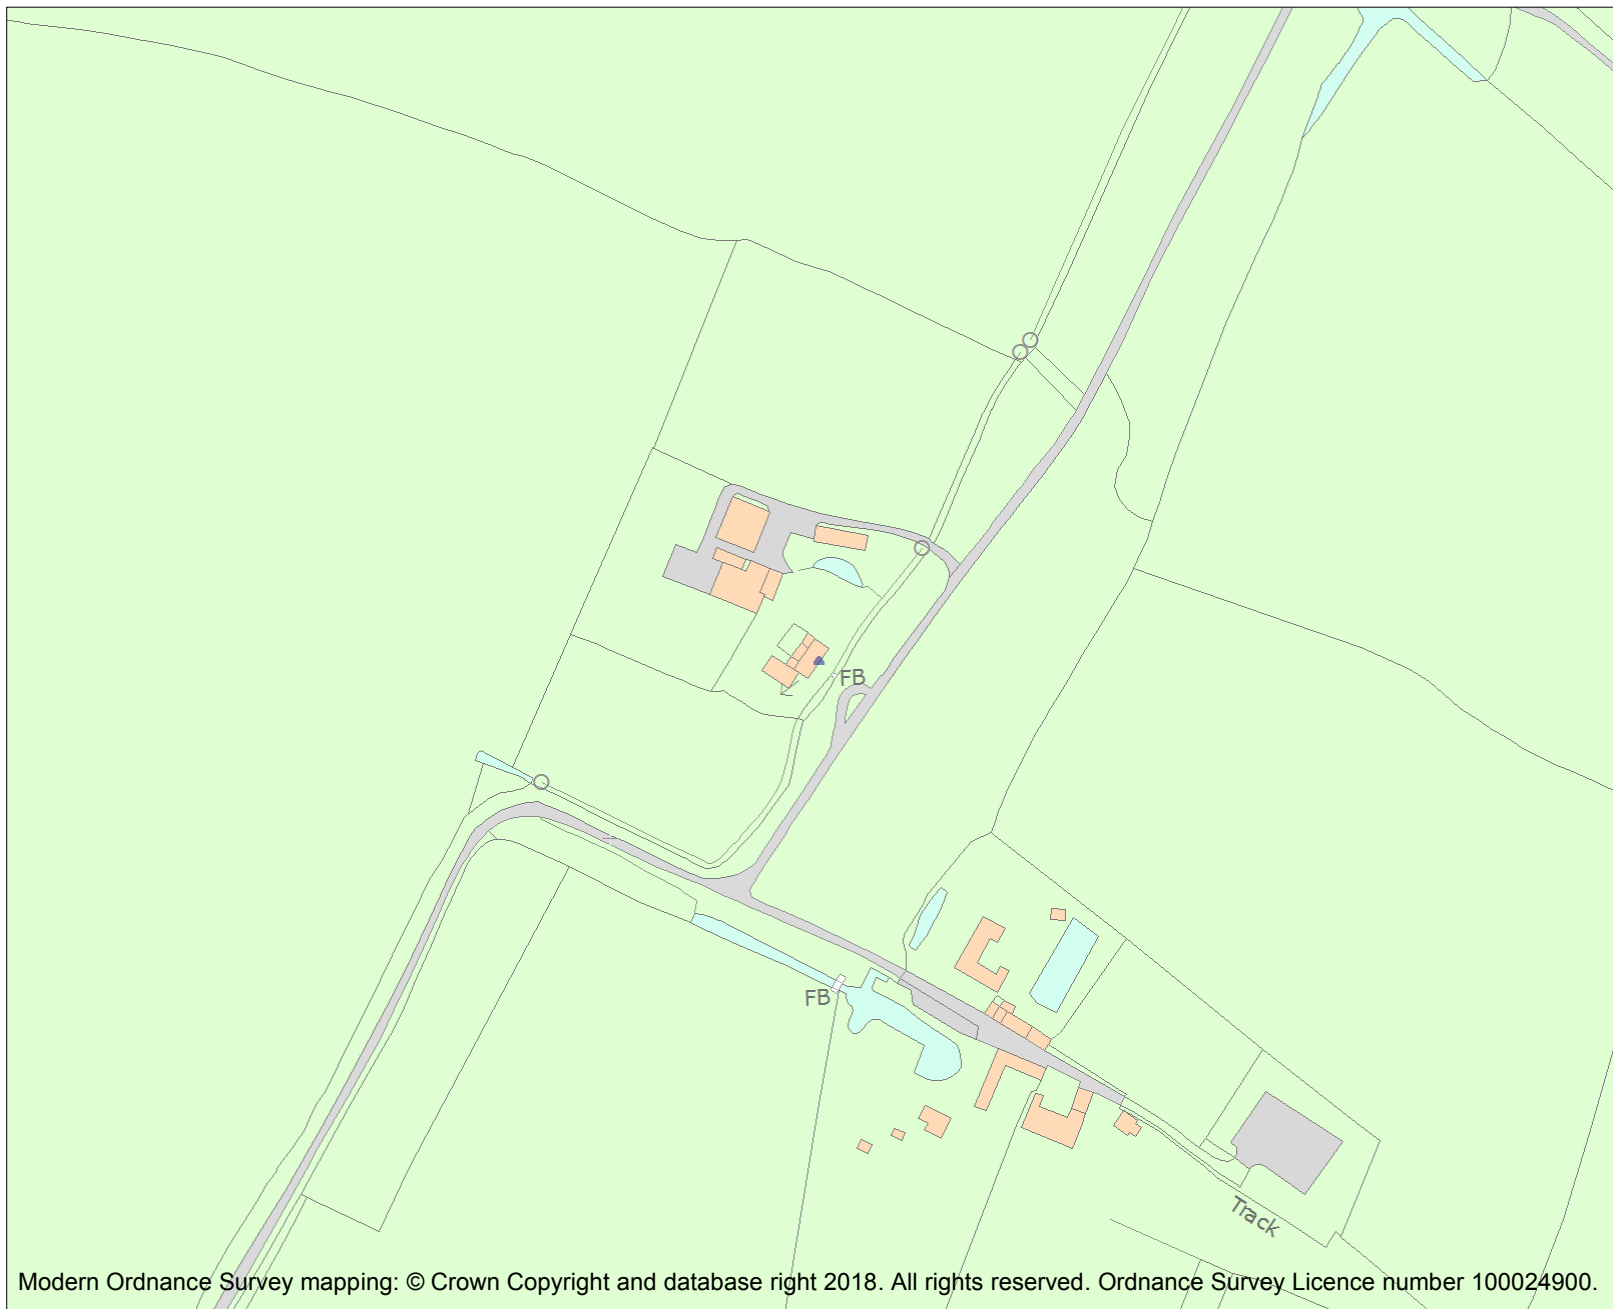 FB
FB
Track
Modern Ordnance Survey mapping: © Crown Copyright and database right 2018. All rights reserved. Ordnance Survey Licence number 100024900.